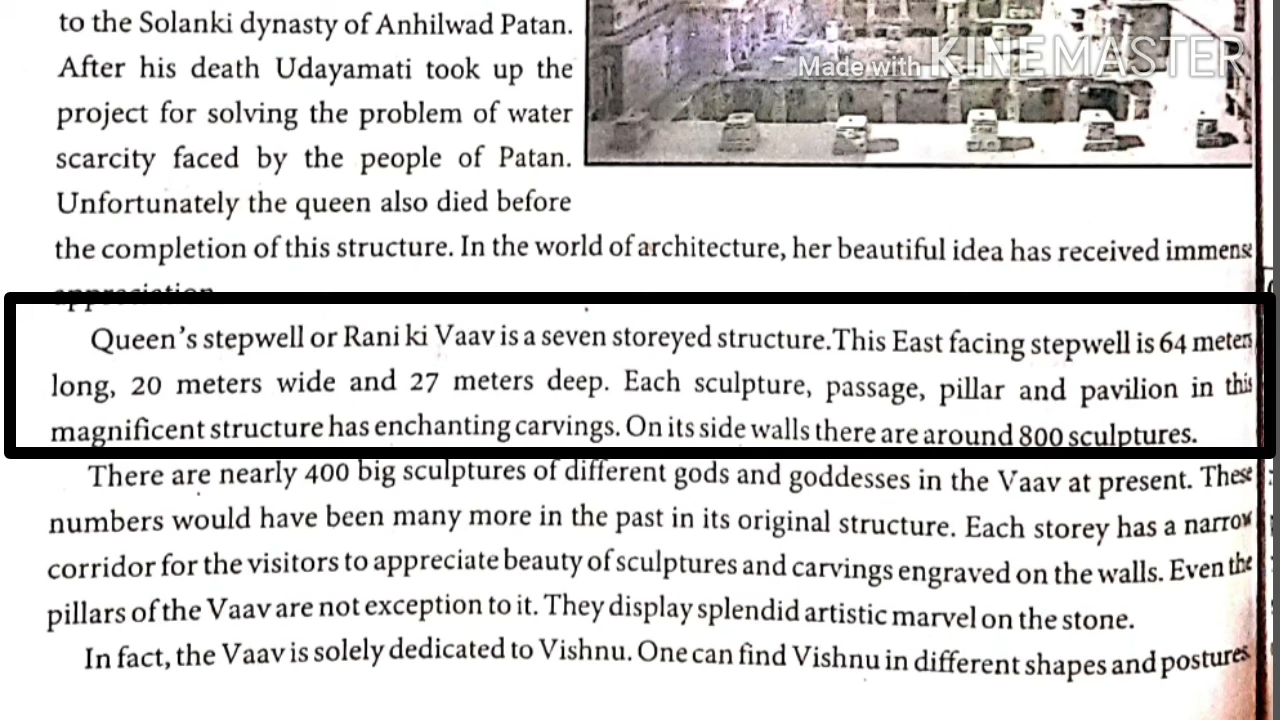 to the Solanki dynasty of Anhilwad Patan.
Made with KINEMASTER
After his death Udayamati took up the
project for solving the problem of water
scarcity faced by the people of Patan.
Unfortunately the queen also died before
the completion of this structure. In the world of architecture, her beautiful idea has received immense
appreciation
Queen's stepwell or Rani ki Vaav is a seven storeyed structure.This East facing stepwell is 64 meters
long, 20 meters wide and 27 meters deep. Each sculpture, passage, pillar and pavilion in this
magnificent structure has enchanting carvings. On its side walls there are around 800 sculptures.
There are nearly 400 big sculptures of different gods and goddesses in the Vaav at present. These
numbers would have been many more in the past in its original structure. Each storey has a narrow
corridor for the visitors to appreciate beauty of sculptures and carvings engraved on the walls. Even the
pillars of the Vaav are not exception to it. They display splendid artistic marvel on the stone.
In fact, the Vaav is solely dedicated to Vishnu. One can find Vishnu in different shapes and postures